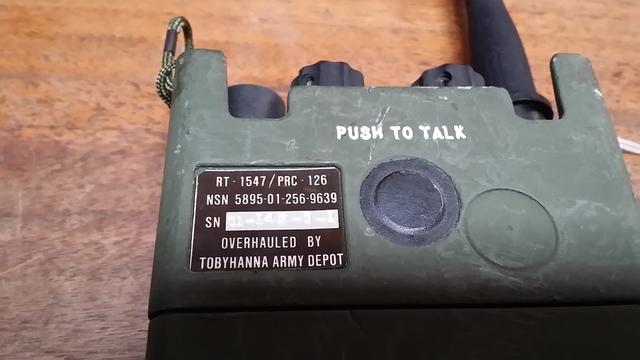 PUSH TO TALK
RT-1547/PRC-126
NSN 5895-01-256-9639
SN
OVERHAULED BY
TOBYHANNA ARMY DEPOT